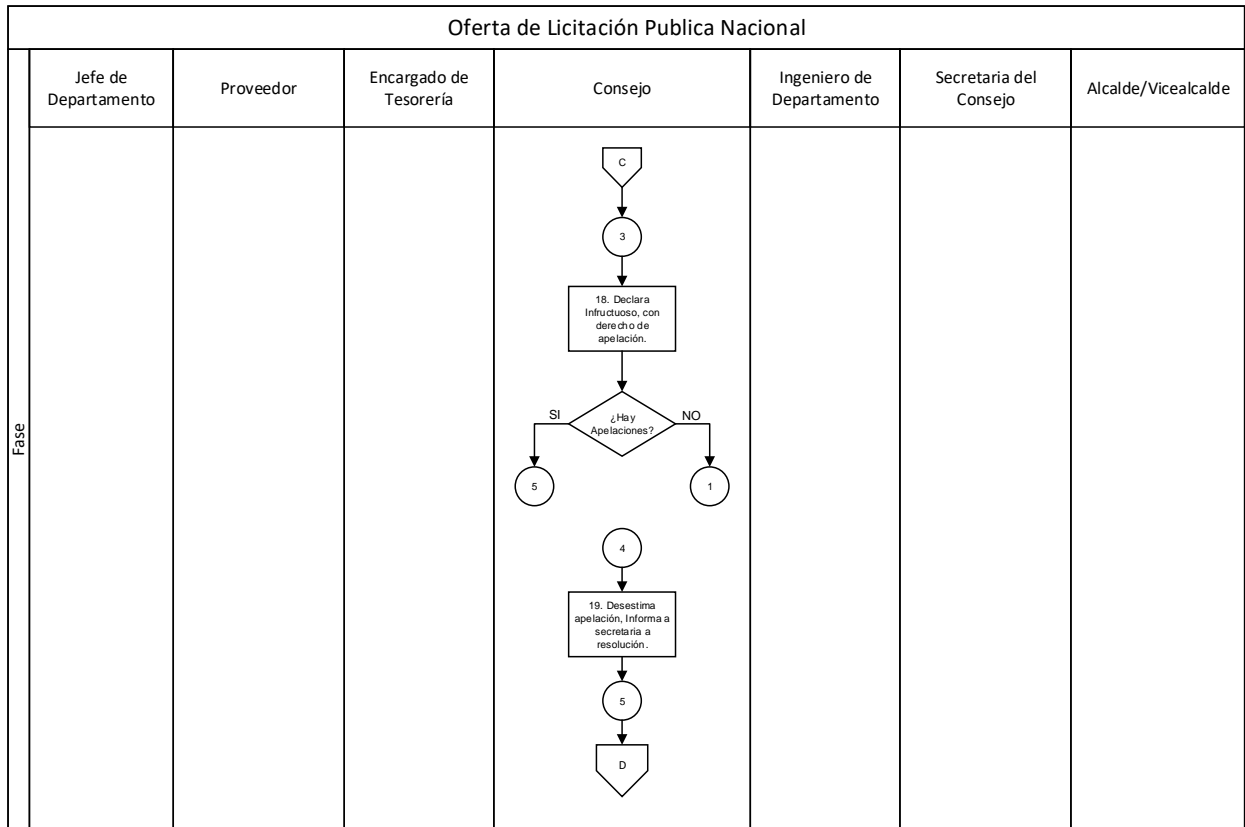 Oferta de Licitación Publica Nacional
Jefe de
Departamento
Proveedor
Encargado de
Tesorería
Consejo
Ingeniero de
Departamento
Secretaria del
Consejo
Alcalde/Vicealcalde
Fase
C
3
18. Declara
Infructuoso, con
derecho de
apelación.
¿Hay
Apelaciones?
SI
NO
5
1
4
19. Desestima
apelación, Informa a
secretaria a
resolución.
5
D